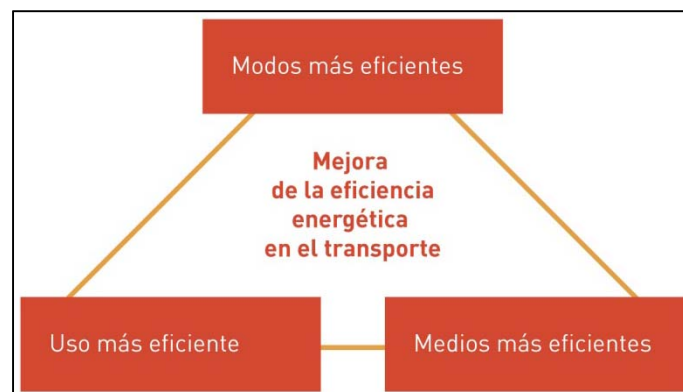 Modos más eficientes
Mejora
de la eficiencia
energética
en el transporte
Uso más eficiente
Medios más eficientes